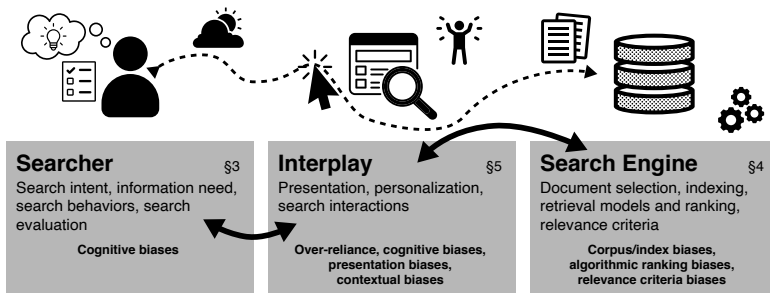 Searcher §3
Search intent, information need,
search behaviors, search
evaluation
Cognitive biases
Interplay §5
Presentation, personalization,
search interactions
Over-reliance, cognitive biases,
presentation biases,
contextual biases
Search Engine §4
Document selection, indexing,
retrieval models and ranking,
relevance criteria
Corpus/index biases,
algorithmic ranking biases,
relevance criteria biases